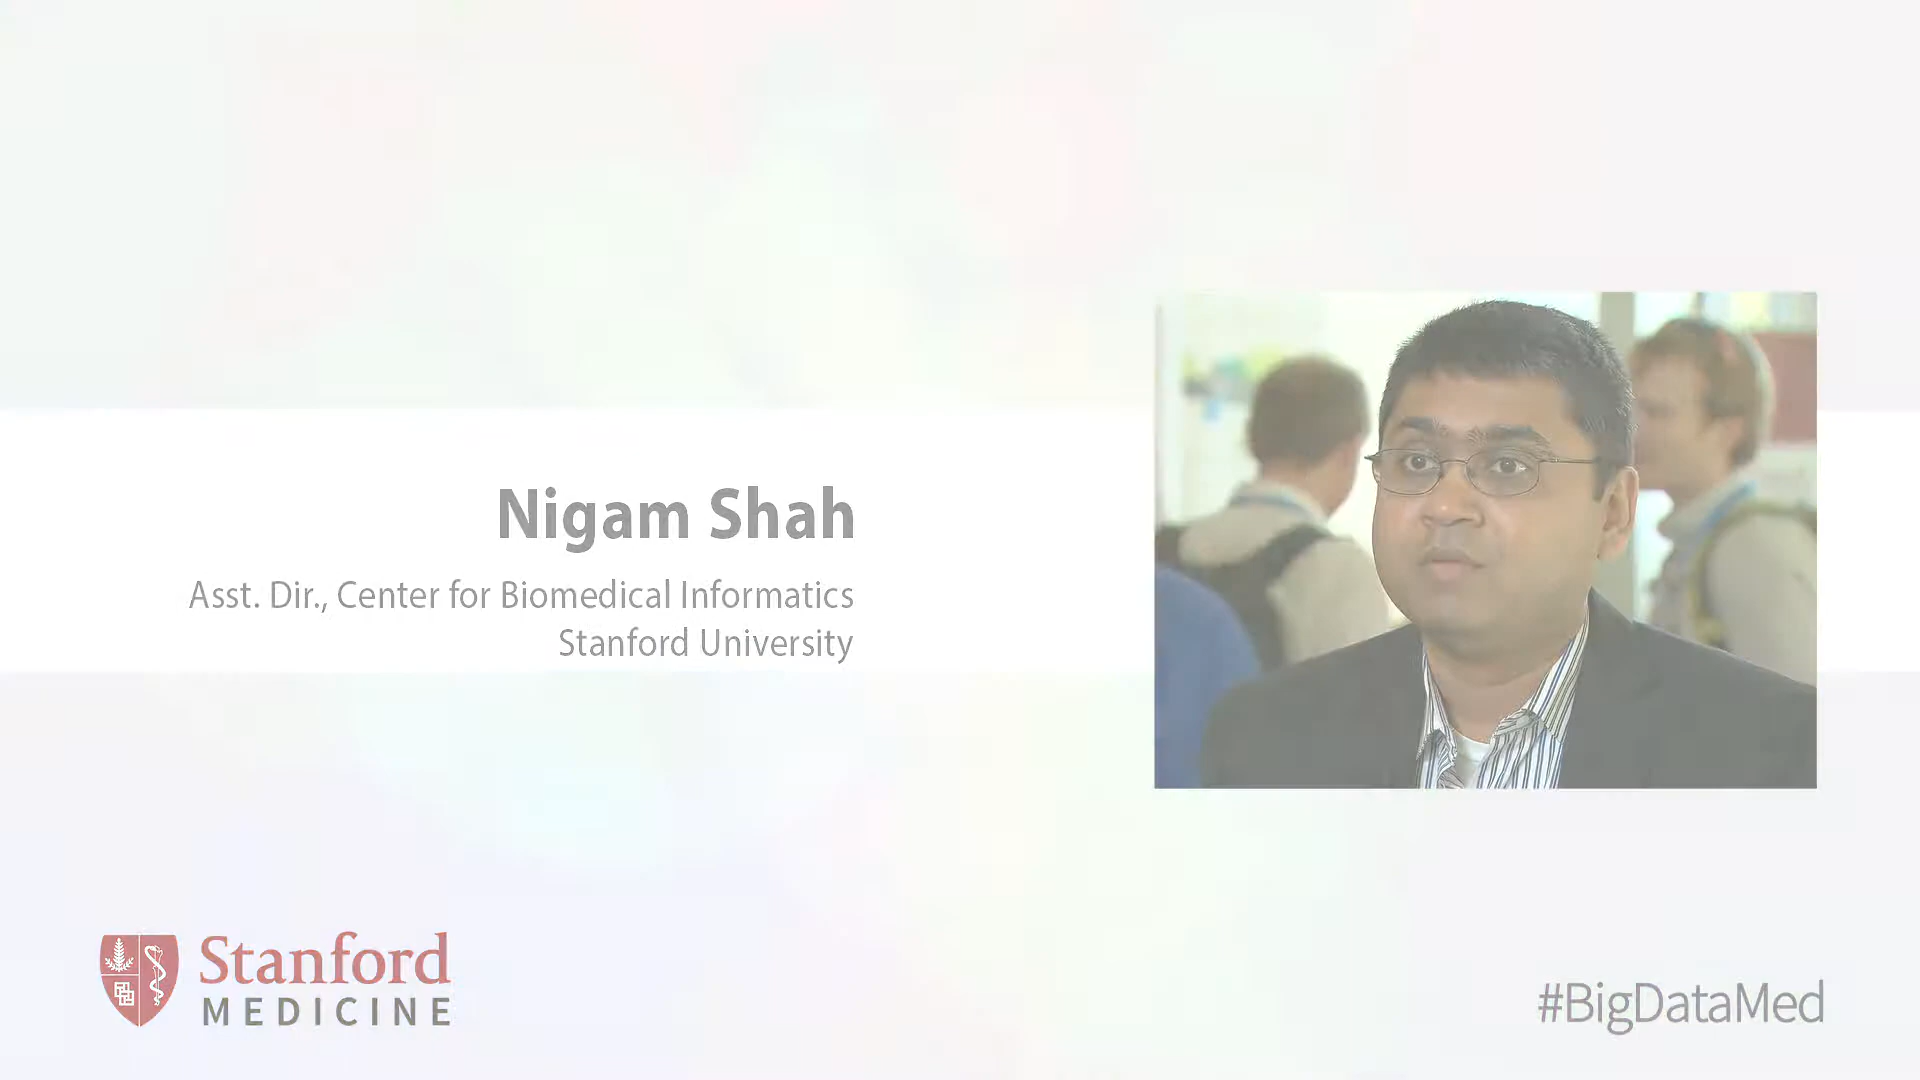 Nigam Shah
Asst. Dir., Center for Biomedical Informatics
Stanford University
Stanford
MEDICINE
#BigDataMed